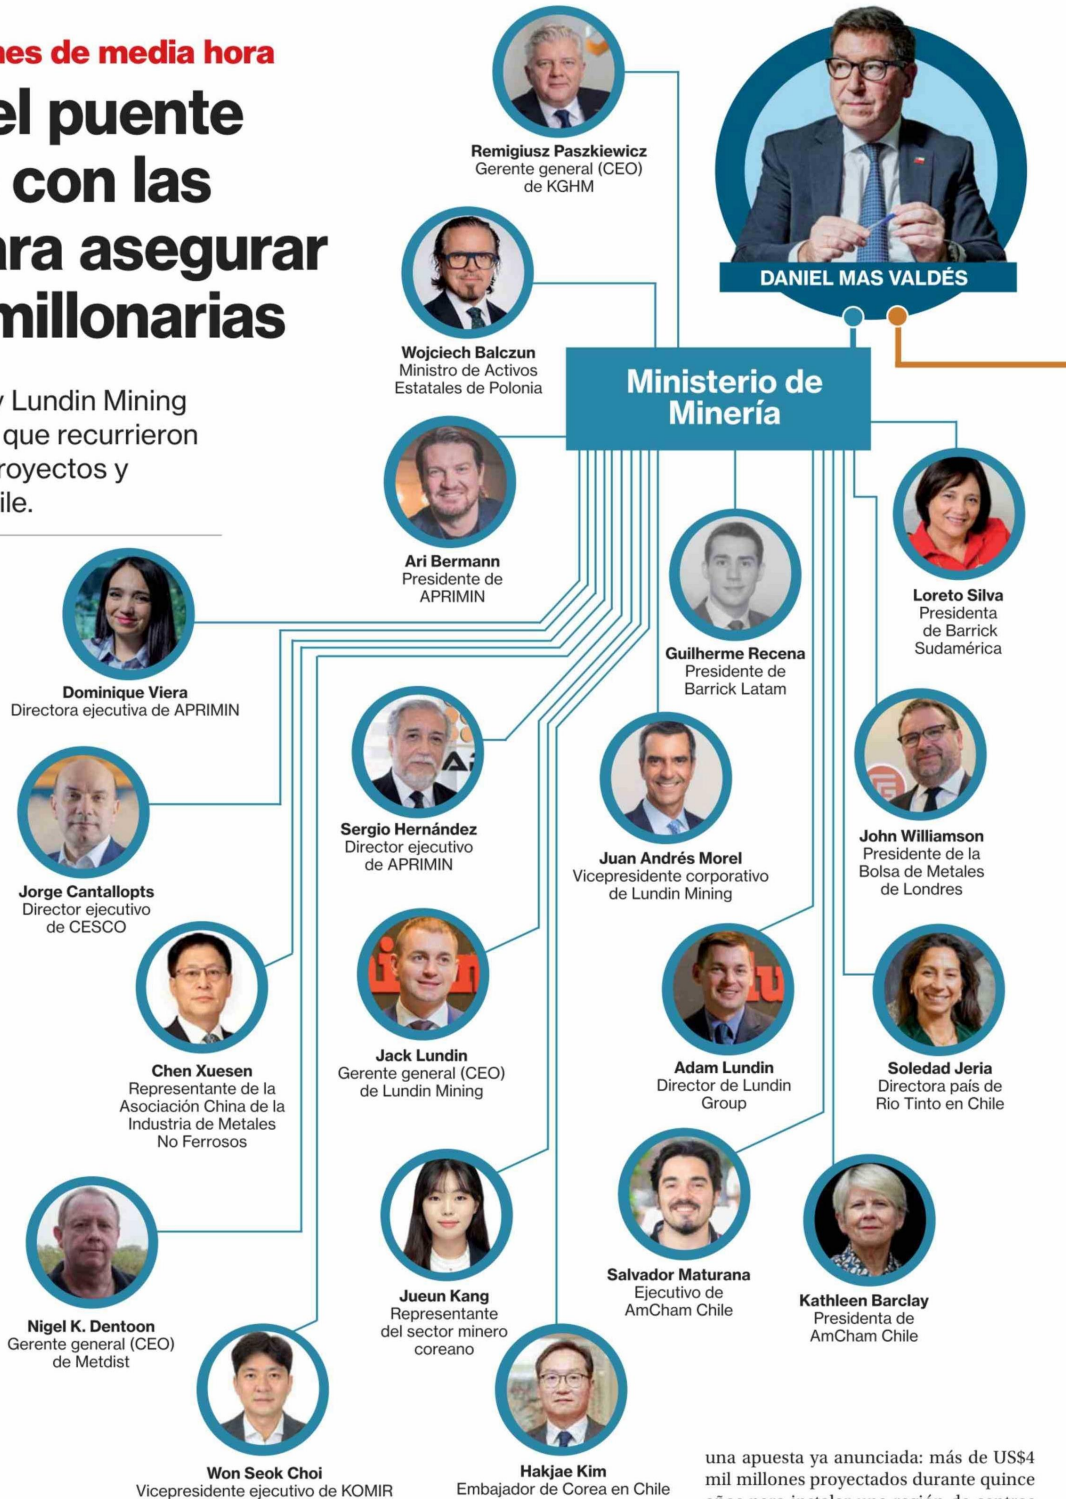 nes de media hora
el puente
con las
ara asegurar
millonarias
y Lundin Mining
que recurrieron
royectos y
ile.
Remigiusz Paszkiewicz
Gerente general (CEO)
de KGHM
DANIEL MAS VALDÉS
Wojciech Balczun
Ministro de Activos
Estatales de Polonia
Ministerio de
Minería
Ari Bermann
Presidente de
APRIMIN
Loreto Silva
Presidenta
de Barrick
Sudamérica
Guilherme Recena
Presidente de
Barrick Latam
Dominique Viera
Directora ejecutiva de APRIMIN
Sergio Hernández
Director ejecutivo
de APRIMIN
Juan Andrés Morel
Vicepresidente corporativo
de Lundin Mining
John Williamson
Presidente de la
Bolsa de Metales
de Londres
Jorge Cantallopts
Director ejecutivo
de CESCO
Chen Xuesen
Representante de la
Asociación China de la
Industria de Metales
No Ferrosos
Jack Lundin
Gerente general (CEO)
de Lundin Mining
Adam Lundin
Director de Lundin
Group
Soledad Jeria
Directora país de
Rio Tinto en Chile
Nigel K. Dentoon
Gerente general (CEO)
de Metdist
Jueun Kang
Representante
del sector minero
coreano
Salvador Maturana
Ejecutivo de
AmCham Chile
Kathleen Barclay
Presidenta de
AmCham Chile
Won Seok Choi
Vicepresidente ejecutivo de KOMIR
Hakjae Kim
Embajador de Corea en Chile
una apuesta ya anunciada: más de US$4
mil millones proyectados durante quince